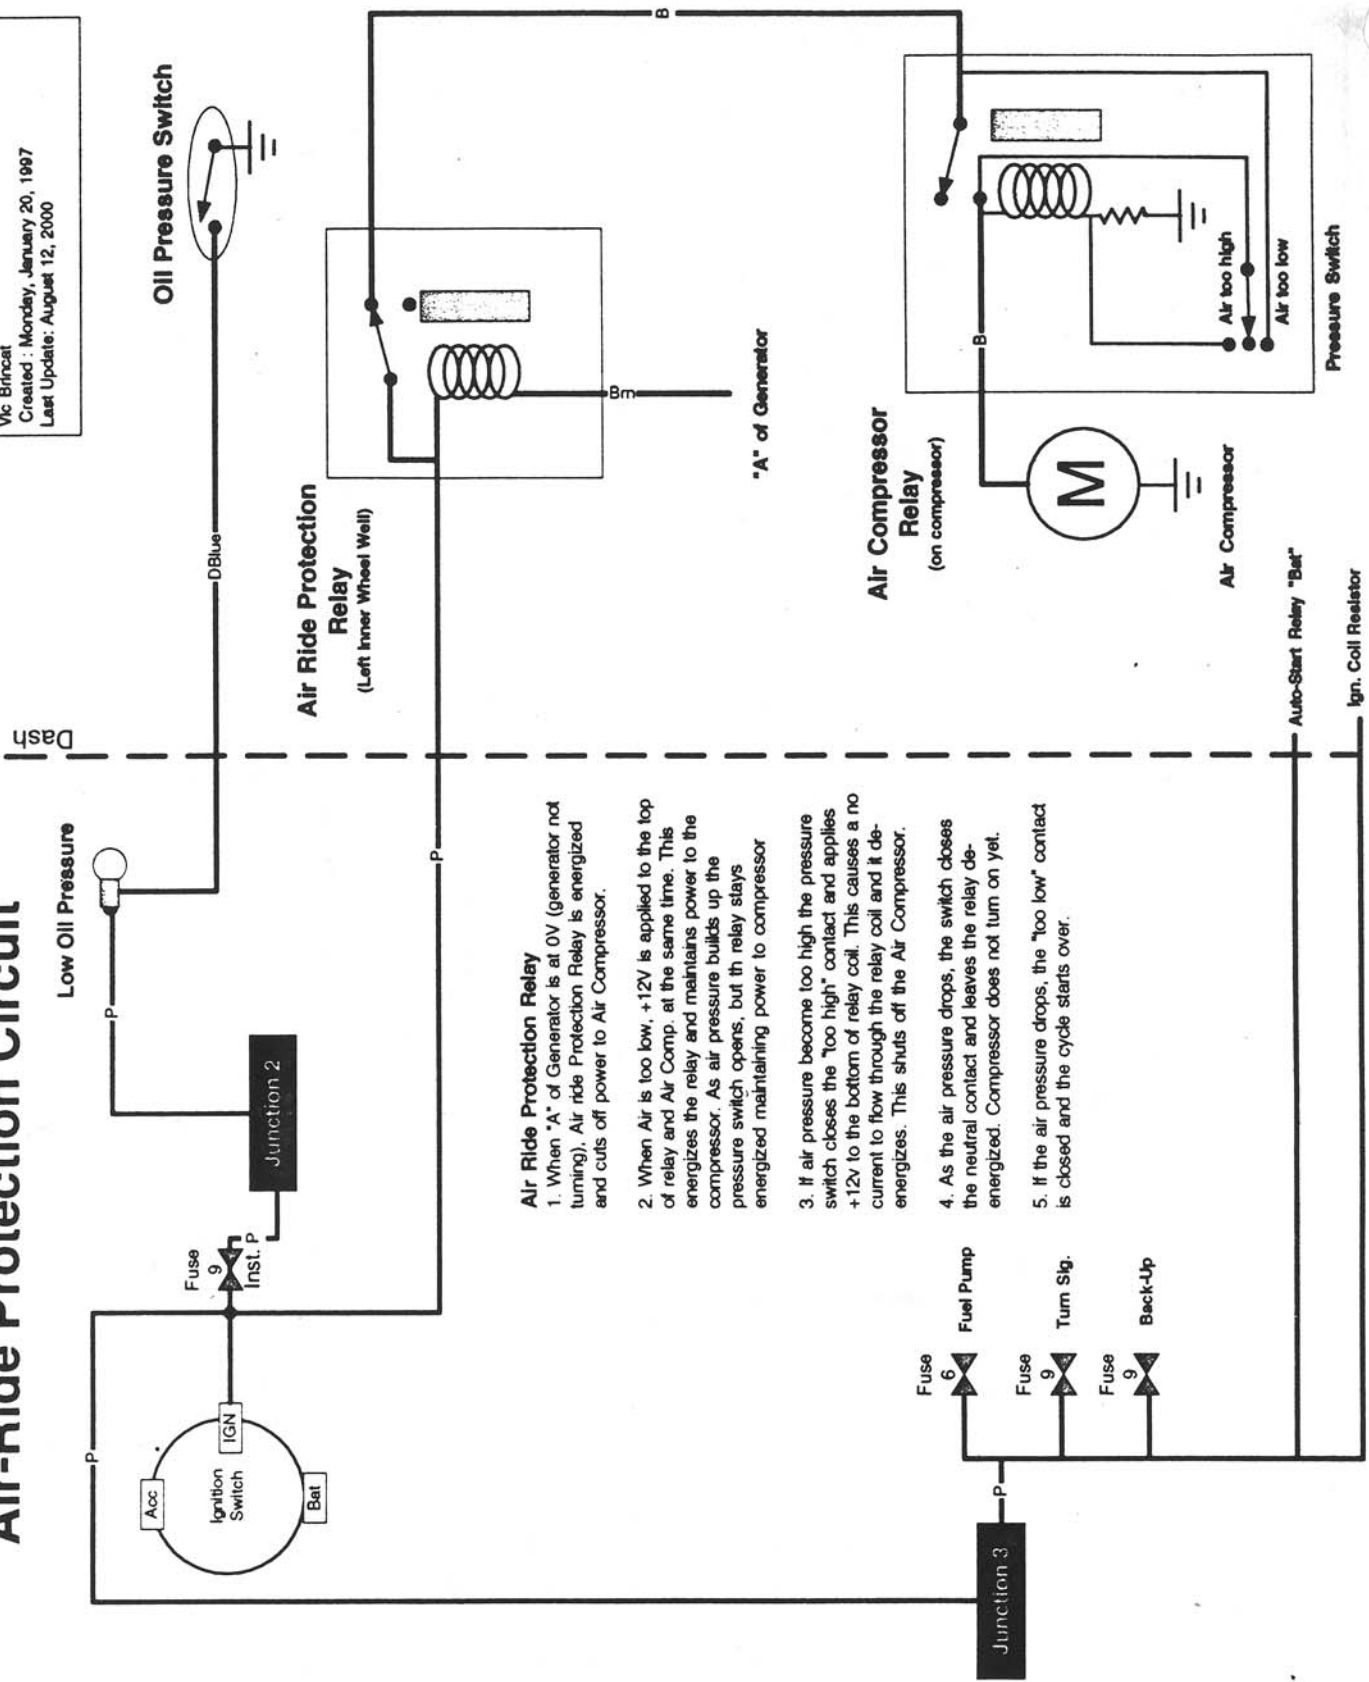 Air-Ride Protection Circuit
Vic Brincat
Created : Monday, January 20, 1997
Last Update: August 12, 2000
Dash
Low Oil Pressure
P
DBlue
Oil Pressure Switch
Junction 2
Fuse
9
Inst. P
P
Acc
IGN
Ignition
Switch
Bat
P
Air Ride Protection
Relay
(Left Inner Wheel Well)
B
Brn
"A" of Generator
Air Ride Protection Relay
1. When "A" of Generator is at 0V (generator not
turning), Air ride Protection Relay is energized
and cuts off power to Air Compressor.
2. When Air is too low, +12V is applied to the top
of relay and Air Comp. at the same time. This
energizes the relay and maintains power to the
compressor. As air pressure builds up the
pressure switch opens, but th relay stays
energized maintaining power to compressor
3. If air pressure become too high the pressure
switch closes the "too high" contact and applies
+12v to the bottom of relay coil. This causes a no
current to flow through the relay coil and it de-
energizes. This shuts off the Air Compressor.
4. As the air pressure drops, the switch closes
the neutral contact and leaves the relay de-
energized. Compressor does not turn on yet.
5. If the air pressure drops, the "too low" contact
is closed and the cycle starts over.
Air Compressor
Relay
(on compressor)
B
M
Air Compressor
Air too high
Air too low
Pressure Switch
Fuse
6
Fuel Pump
Fuse
9
Turn Sig.
Fuse
9
Back-Up
Junction 3
P
Auto-Start Relay "Bat"
Ign. Coil Resistor